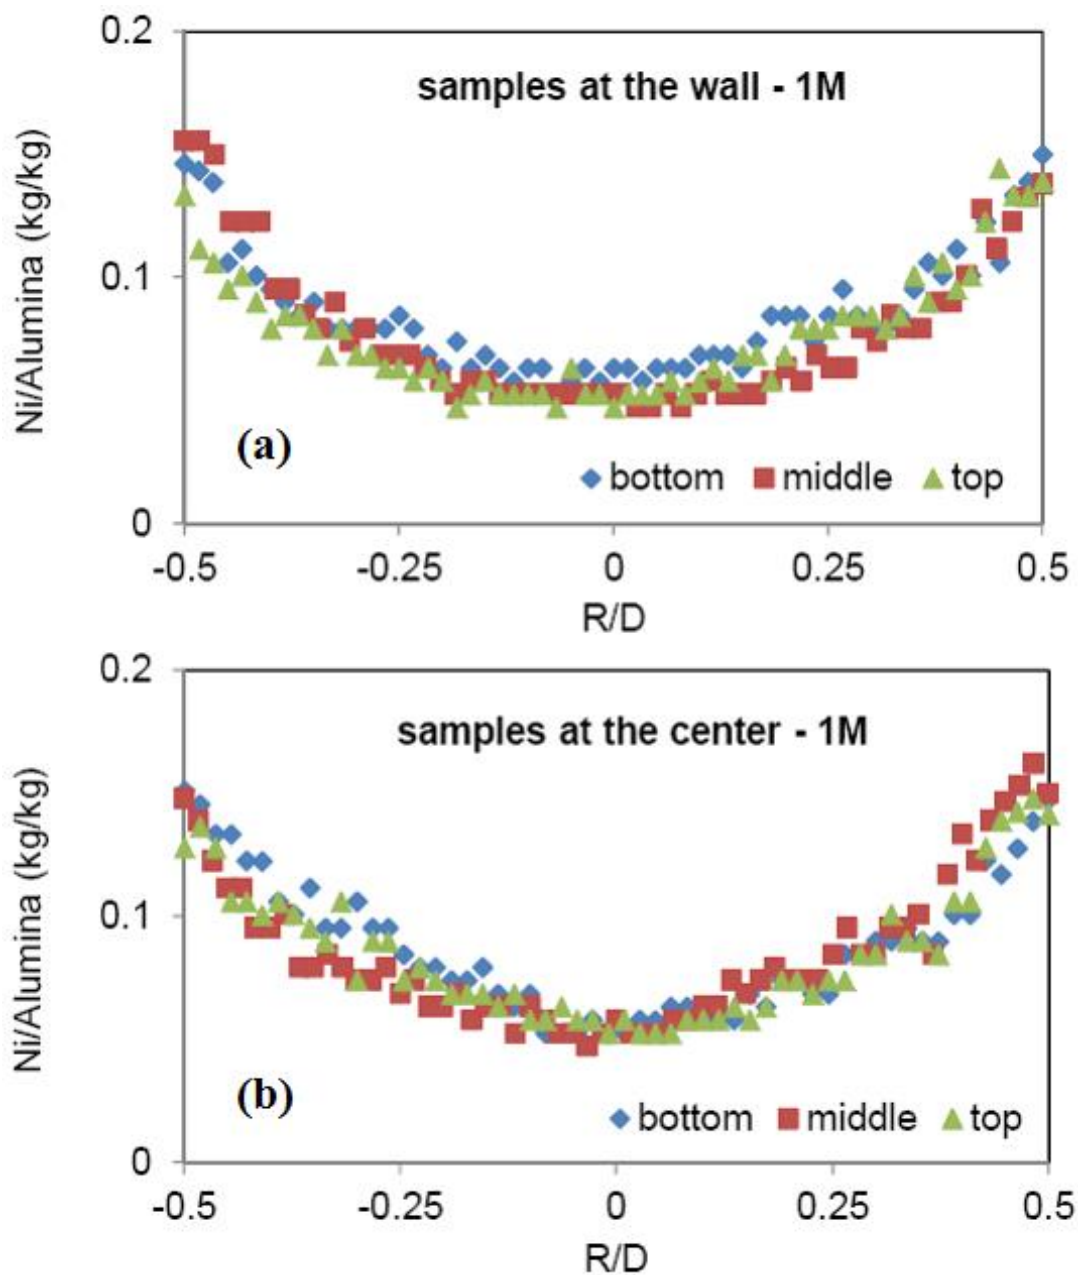 0.2
samples at the wall - 1M
Ni/Alumina (kg/kg)
0.1
(a)
bottom middle top
0
-0.5 -0.25 0 0.25 0.5
R/D
0.2
samples at the center - 1M
Ni/Alumina (kg/kg)
0.1
(b)
bottom middle top
0
-0.5 -0.25 0 0.25 0.5
R/D